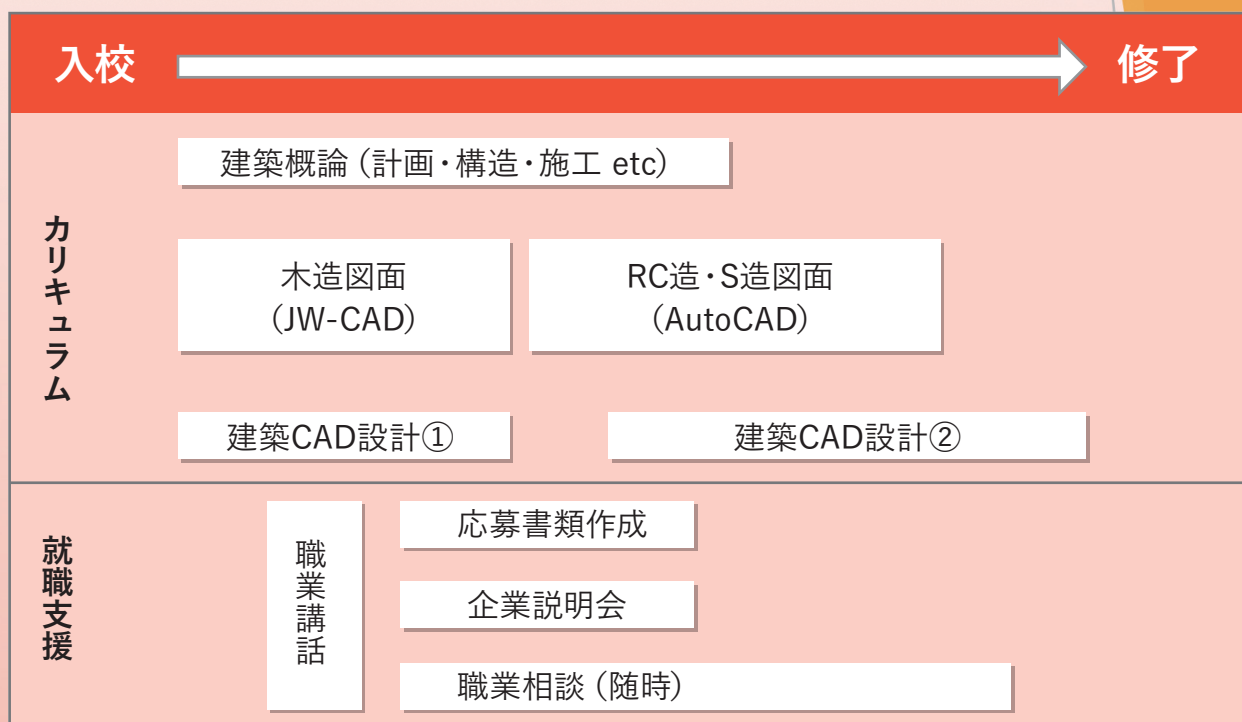 入校
修了
カリキュラム
建築概論（計画・構造・施工 etc）
木造図面
（JW-CAD）
RC造・S造図面
（AutoCAD）
建築CAD設計①
建築CAD設計②
就職支援
職業講話
応募書類作成
企業説明会
職業相談（随時）